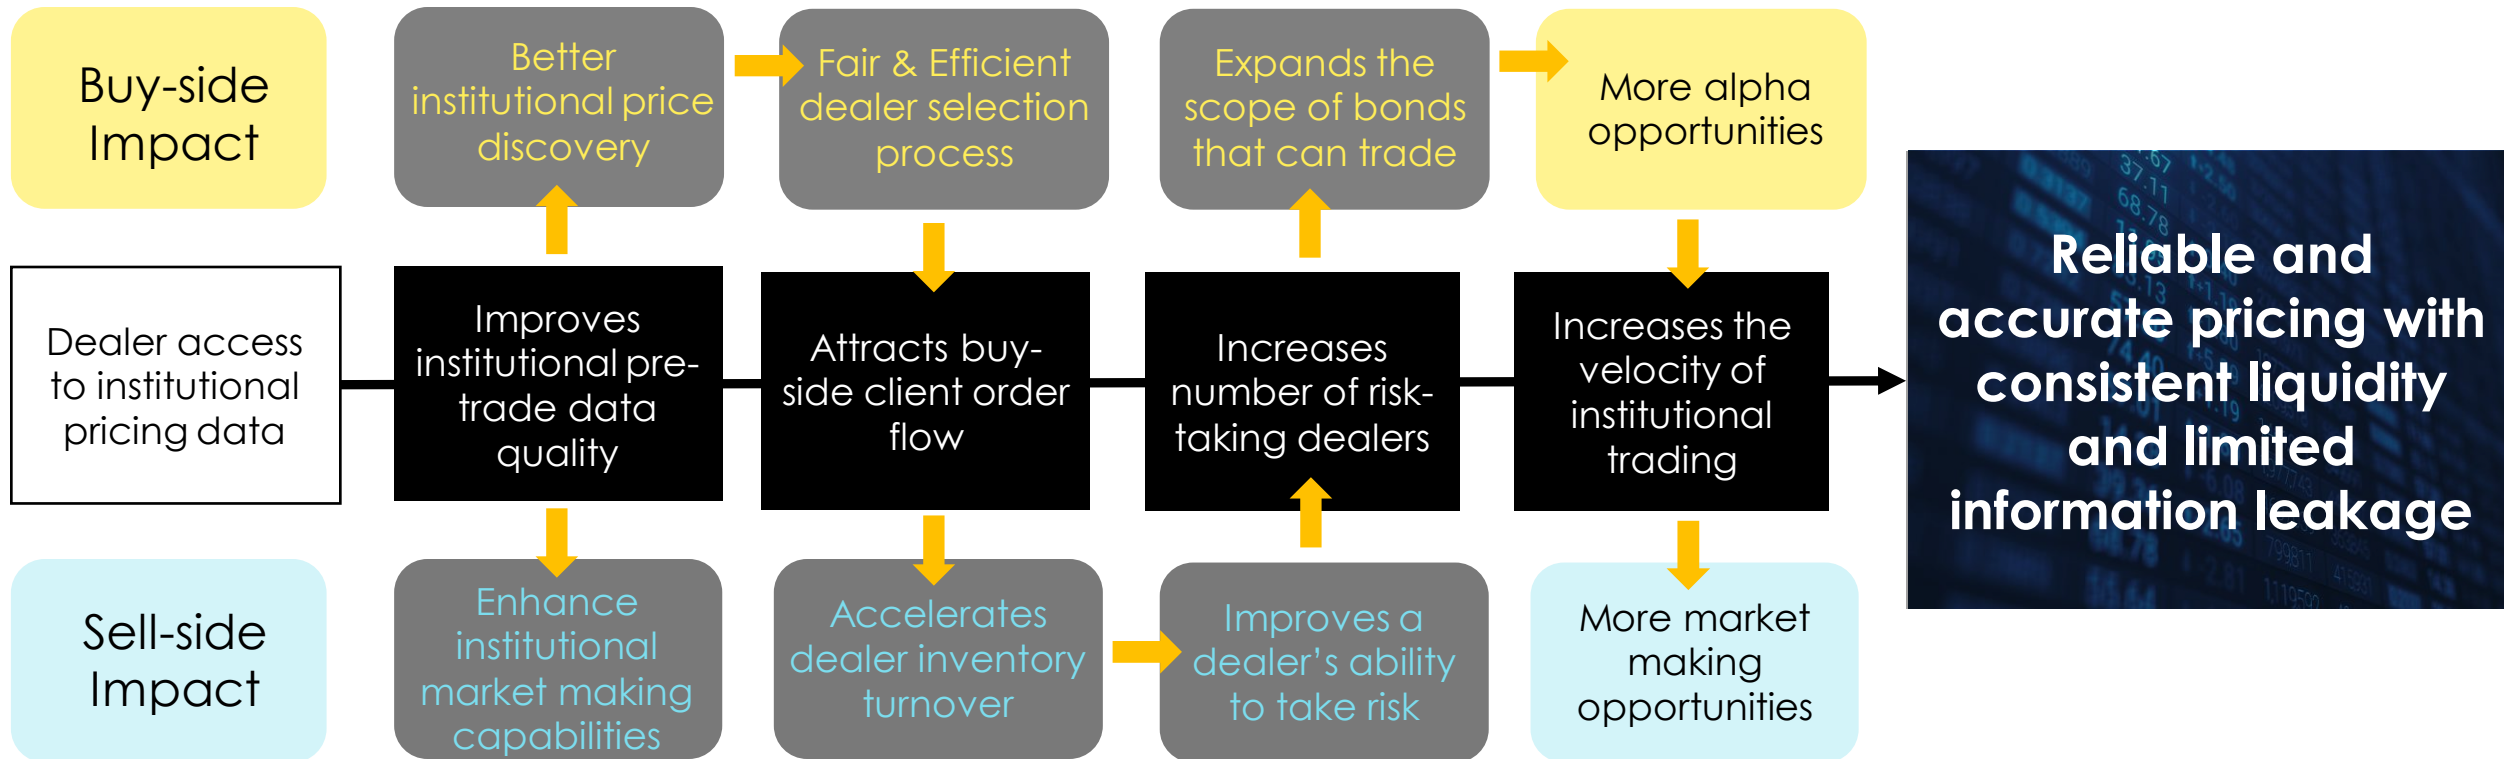 Buy-side
Impact
Better
institutional price
discovery
Fair & Efficient
dealer selection
process
Expands the
scope of bonds
that can trade
More alpha
opportunities
Dealer access
to institutional
pricing data
Improves
institutional pre-
trade data
quality
Attracts buy-
side client order
flow
Increases
number of risk-
taking dealers
Increases the
velocity of
institutional
trading
Reliable and
accurate pricing with
consistent liquidity
and limited
information leakage
Sell-side
Impact
Enhance
institutional
market making
capabilities
Accelerates
dealer inventory
turnover
Improves a
dealer’s ability
to take risk
More market
making
opportunities
37.11
68.78